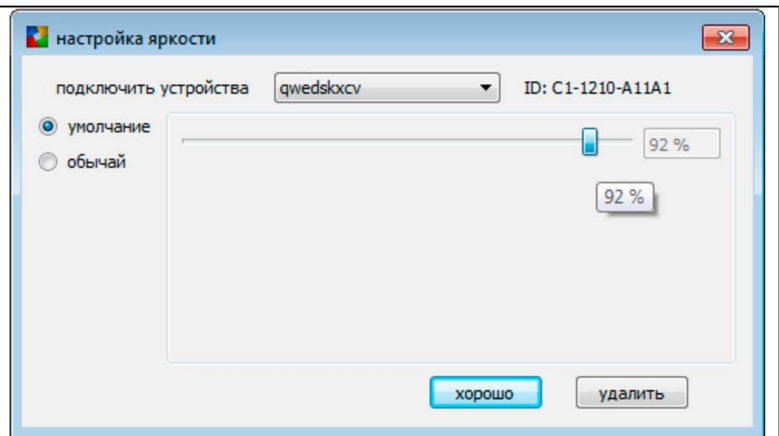 настройка яркости
подключить устройства qwedskxcv ID: C1-1210-A11A1
умолчание
92 %
обычай
92 %
хорошо удалить